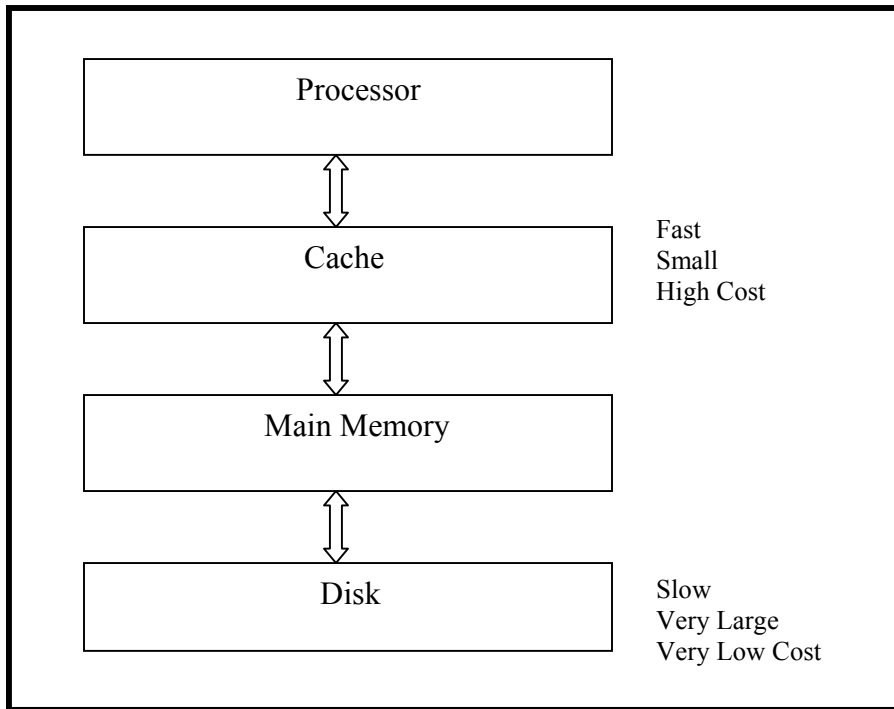 Processor
Cache
Fast
Small
High Cost
Main Memory
Disk
Slow
Very Large
Very Low Cost